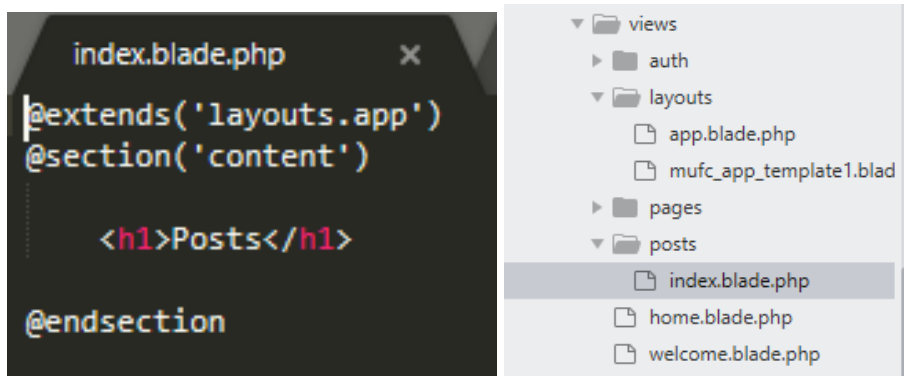 index.blade.php ×
@extends('layouts.app')
@section('content')
<h1>Posts</h1>
@endsection
views
auth
layouts
app.blade.php
mufc_app_template1.blad
pages
posts
index.blade.php
home.blade.php
welcome.blade.php